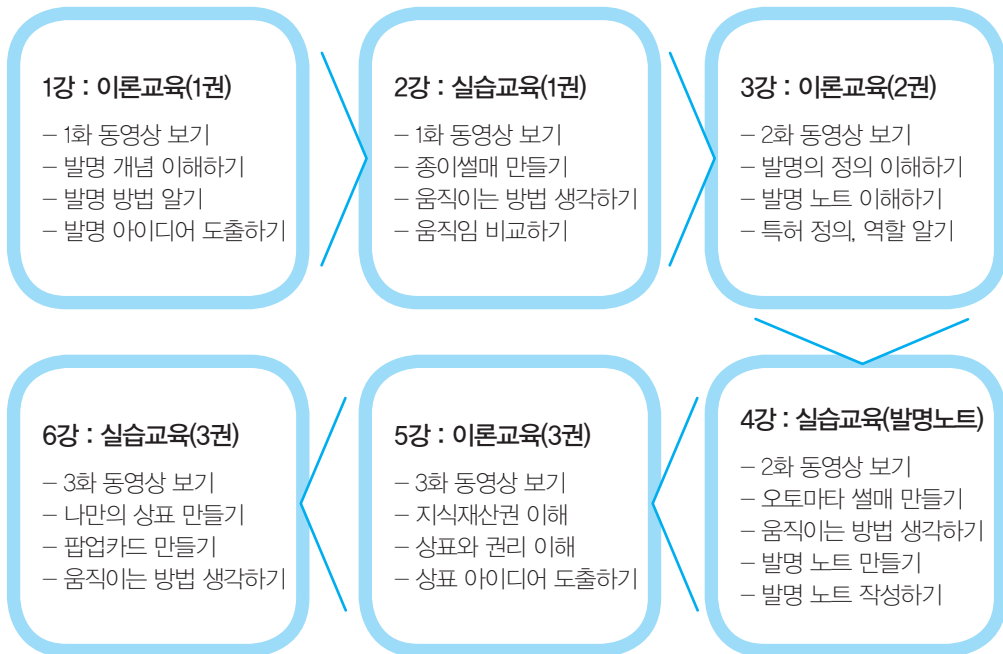 1강 : 이론교육(1권)
– 1화 동영상 보기
– 발명 개념 이해하기
– 발명 방법 알기
– 발명 아이디어 도출하기
2강 : 실습교육(1권)
– 1화 동영상 보기
– 종이썰매 만들기
– 움직이는 방법 생각하기
– 움직임 비교하기
3강 : 이론교육(2권)
– 2화 동영상 보기
– 발명의 정의 이해하기
– 발명 노트 이해하기
– 특허 정의, 역할 알기
4강 : 실습교육(발명노트)
– 2화 동영상 보기
– 오토마타 썰매 만들기
– 움직이는 방법 생각하기
– 발명 노트 만들기
– 발명 노트 작성하기
5강 : 이론교육(3권)
– 3화 동영상 보기
– 지식재산권 이해
– 상표와 권리 이해
– 상표 아이디어 도출하기
6강 : 실습교육(3권)
– 3화 동영상 보기
– 나만의 상표 만들기
– 팝업카드 만들기
– 움직이는 방법 생각하기